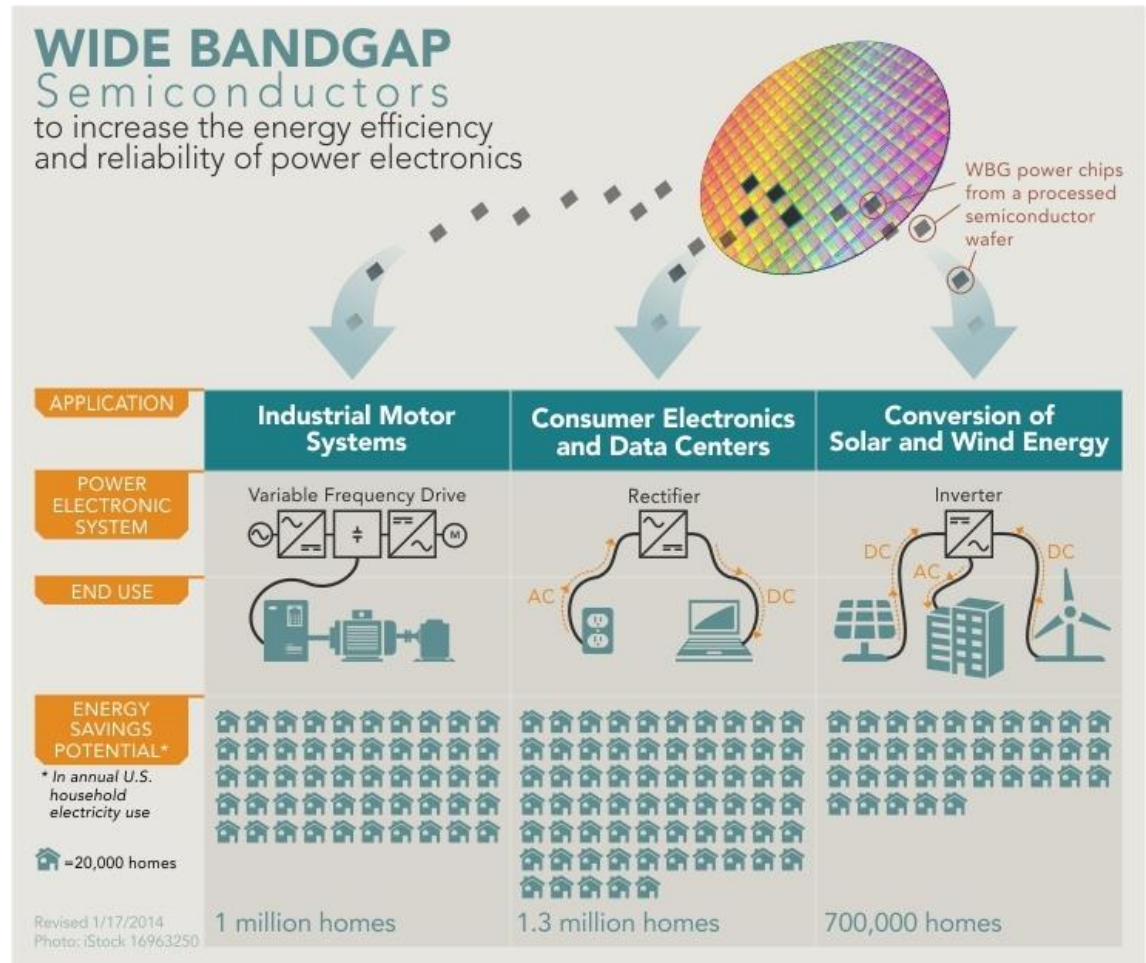 WIDE BANDGAP
Semiconductors
to increase the energy efficiency
and reliability of power electronics
WBG power chips
from a processed
semiconductor
wafer
APPLICATION
Industrial Motor
Systems
Consumer Electronics
and Data Centers
Conversion of
Solar and Wind Energy
POWER
ELECTRONIC
SYSTEM
Variable Frequency Drive
M
Rectifier
Inverter
END USE
AC
DC
DC
AC
DC
ENERGY
SAVINGS
POTENTIAL*
* In annual U.S.
household
electricity use
=20,000 homes
1 million homes
1.3 million homes
700,000 homes
Revised 1/17/2014
Photo: iStock 16963250